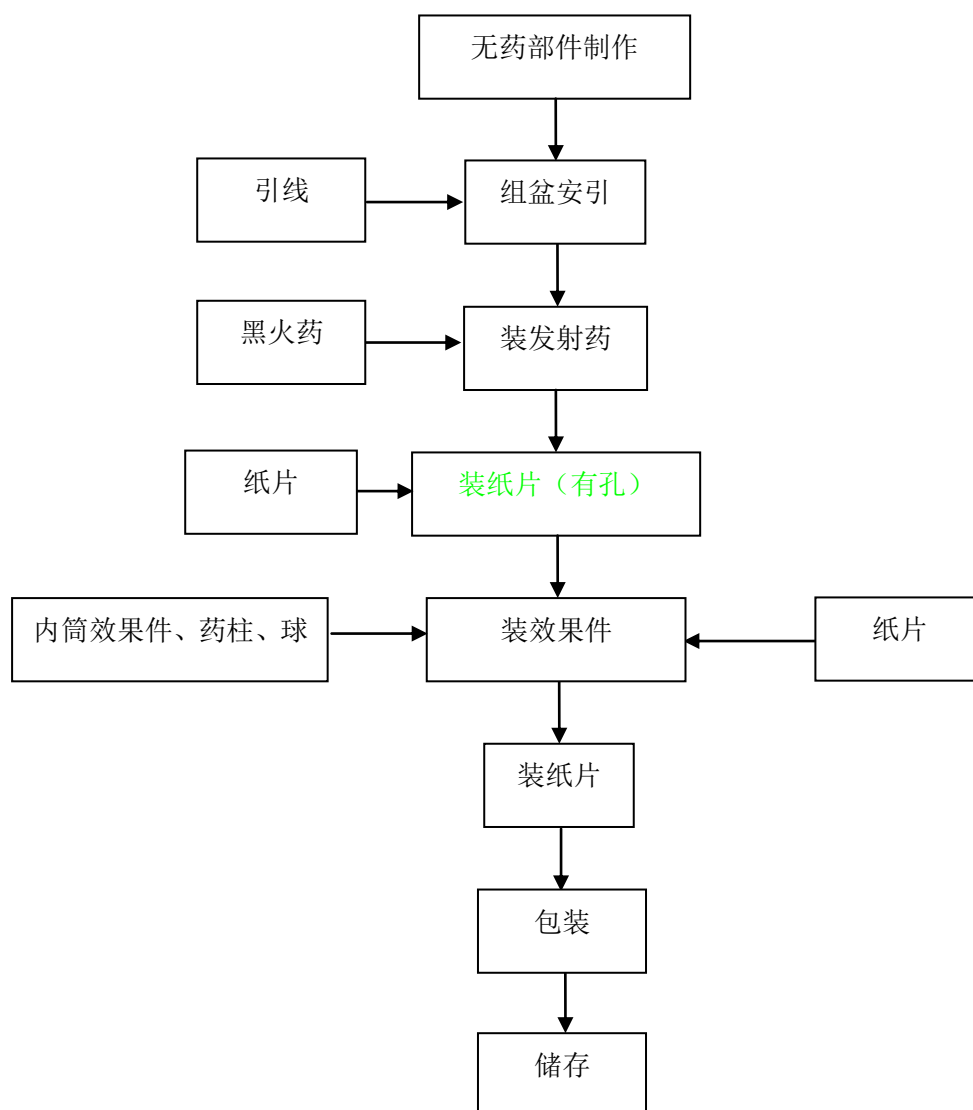 无药部件制作
引线
组盆安引
黑火药
装发射药
纸片
装纸片（有孔）
内筒效果件、药柱、球
装效果件
纸片
装纸片
包装
储存